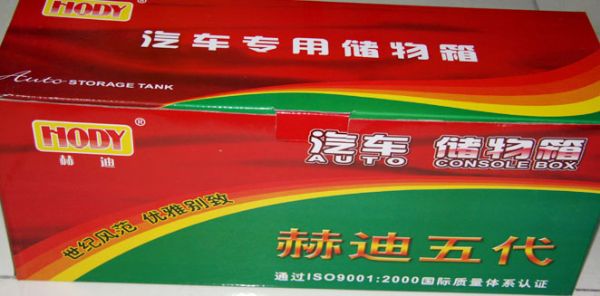 HODY®
汽车专用储物箱
Auto STORAGE TANK
HODY®
赫迪
汽车 储物箱
AUTO CONSOLE BOX
世纪风范 优雅别致
赫迪五代
通过ISO9001:2000国际质量体系认证